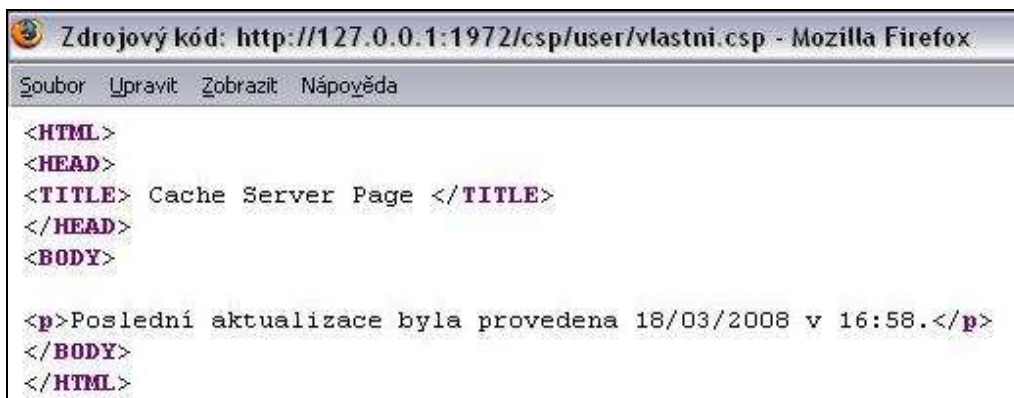 Zdrojový kód: http://127.0.0.1:1972/csp/user/vlastni.csp - Mozilla Firefox
Soubor Upravit Zobrazit Nápověda
<HTML>
<HEAD>
<TITLE> Cache Server Page </TITLE>
</HEAD>
<BODY>
<p>Poslední aktualizace byla provedena 18/03/2008 v 16:58.</p>
</BODY>
</HTML>